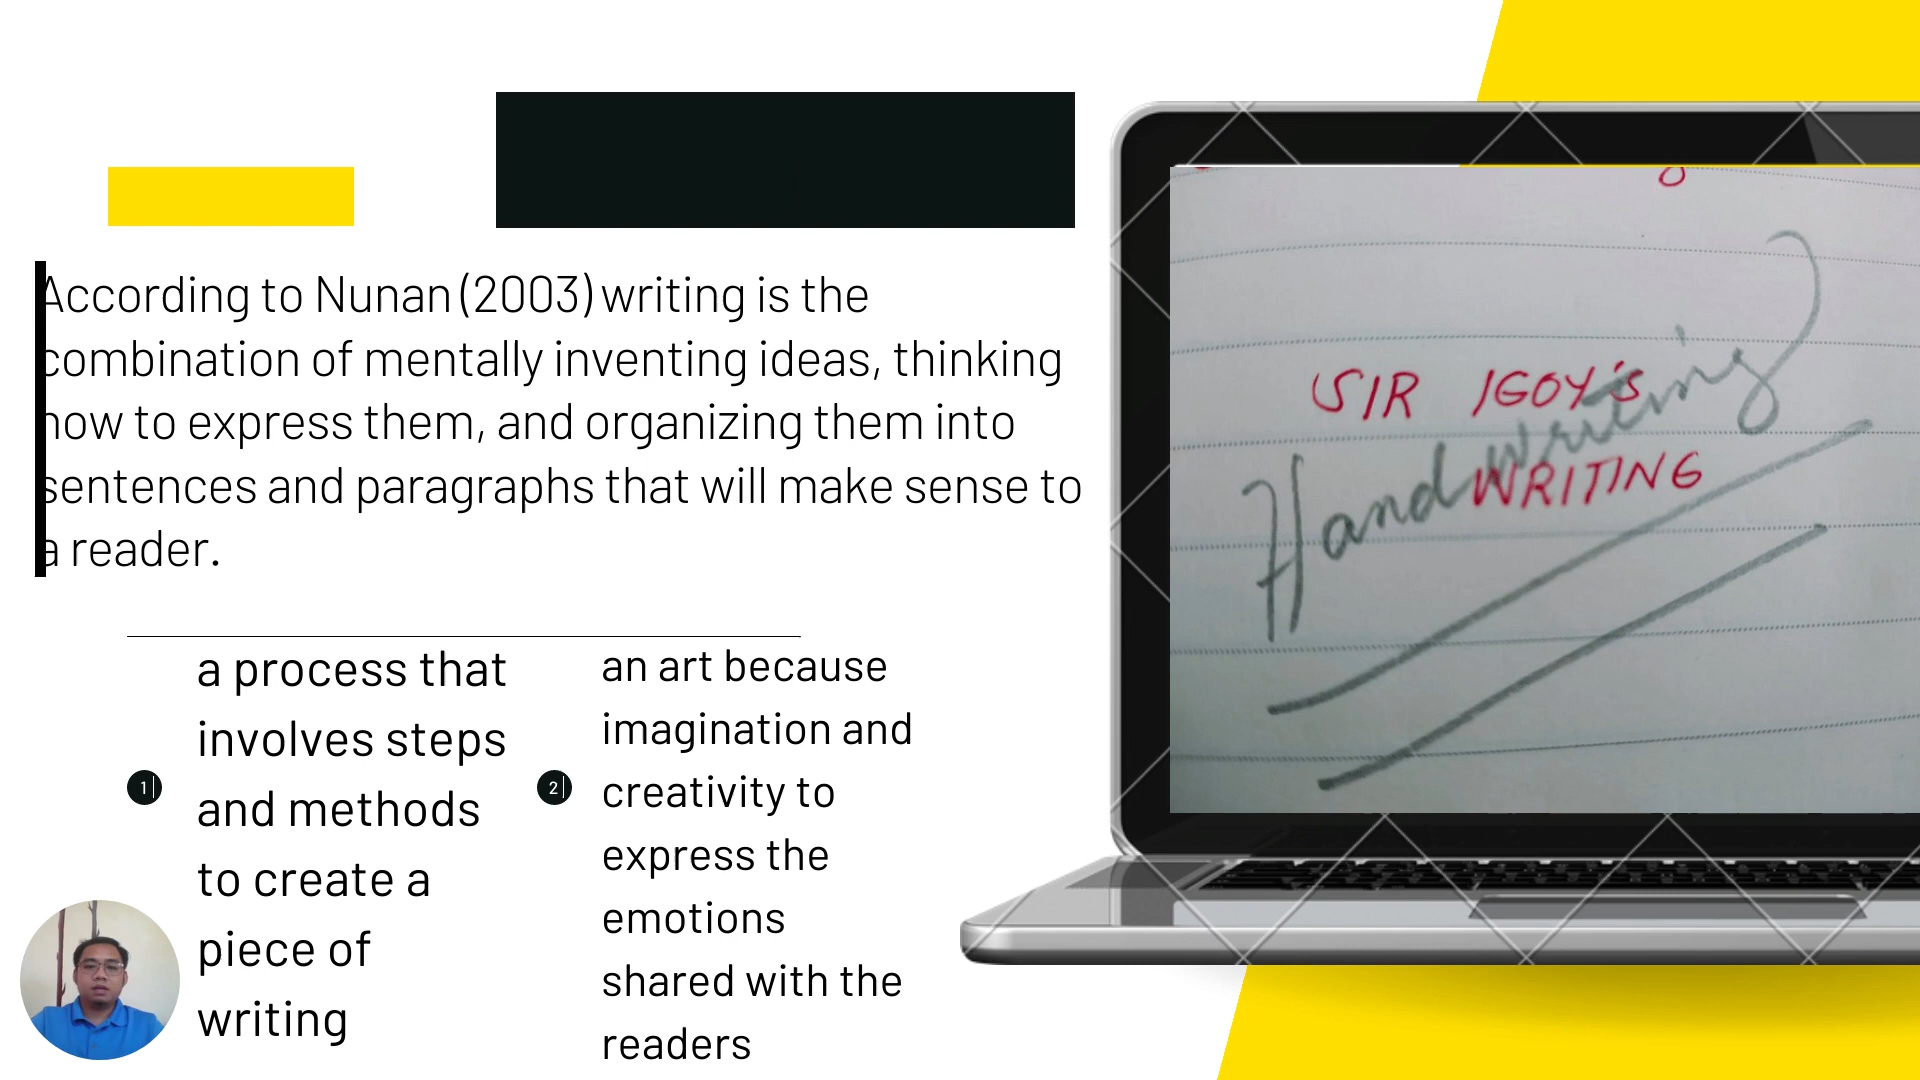 According to Nunan (2003) writing is the
combination of mentally inventing ideas, thinking
how to express them, and organizing them into
sentences and paragraphs that will make sense to
a reader.
1
a process that
involves steps
and methods
to create a
piece of
writing
2
an art because
imagination and
creativity to
express the
emotions
shared with the
readers
SIR IGOY'S
WRITING
Handwriting